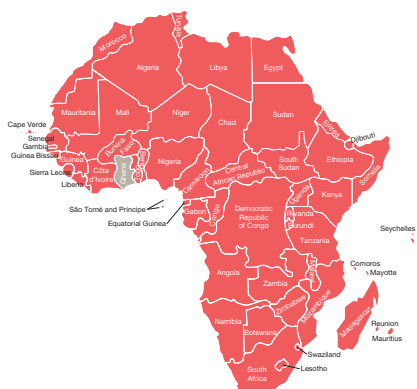 Tunisia
Morocco
Algeria
Libya
Egypt
Mauritania
Mali
Niger
Chad
Sudan
Eritrea
Djibouti
Cape Verde
Senegal
Gambia
Guinea Bissau
Guinea
Sierra Leone
Liberia
Côte
d'Ivoire
Burkina
Faso
Ghana
Nigeria
Cameroon
Central
African Republic
South
Sudan
Ethiopia
Somalia
São Tomé and Príncipe
Equatorial Guinea
Gabon
Congo
Democratic
Republic
of Congo
Uganda
Kenya
Rwanda
Burundi
Tanzania
Seychelles
Comoros
Mayotte
Angola
Zambia
Malawi
Mozambique
Zimbabwe
Madagascar
Reunion
Mauritius
Namibia
Botswana
Swaziland
Lesotho
South
Africa